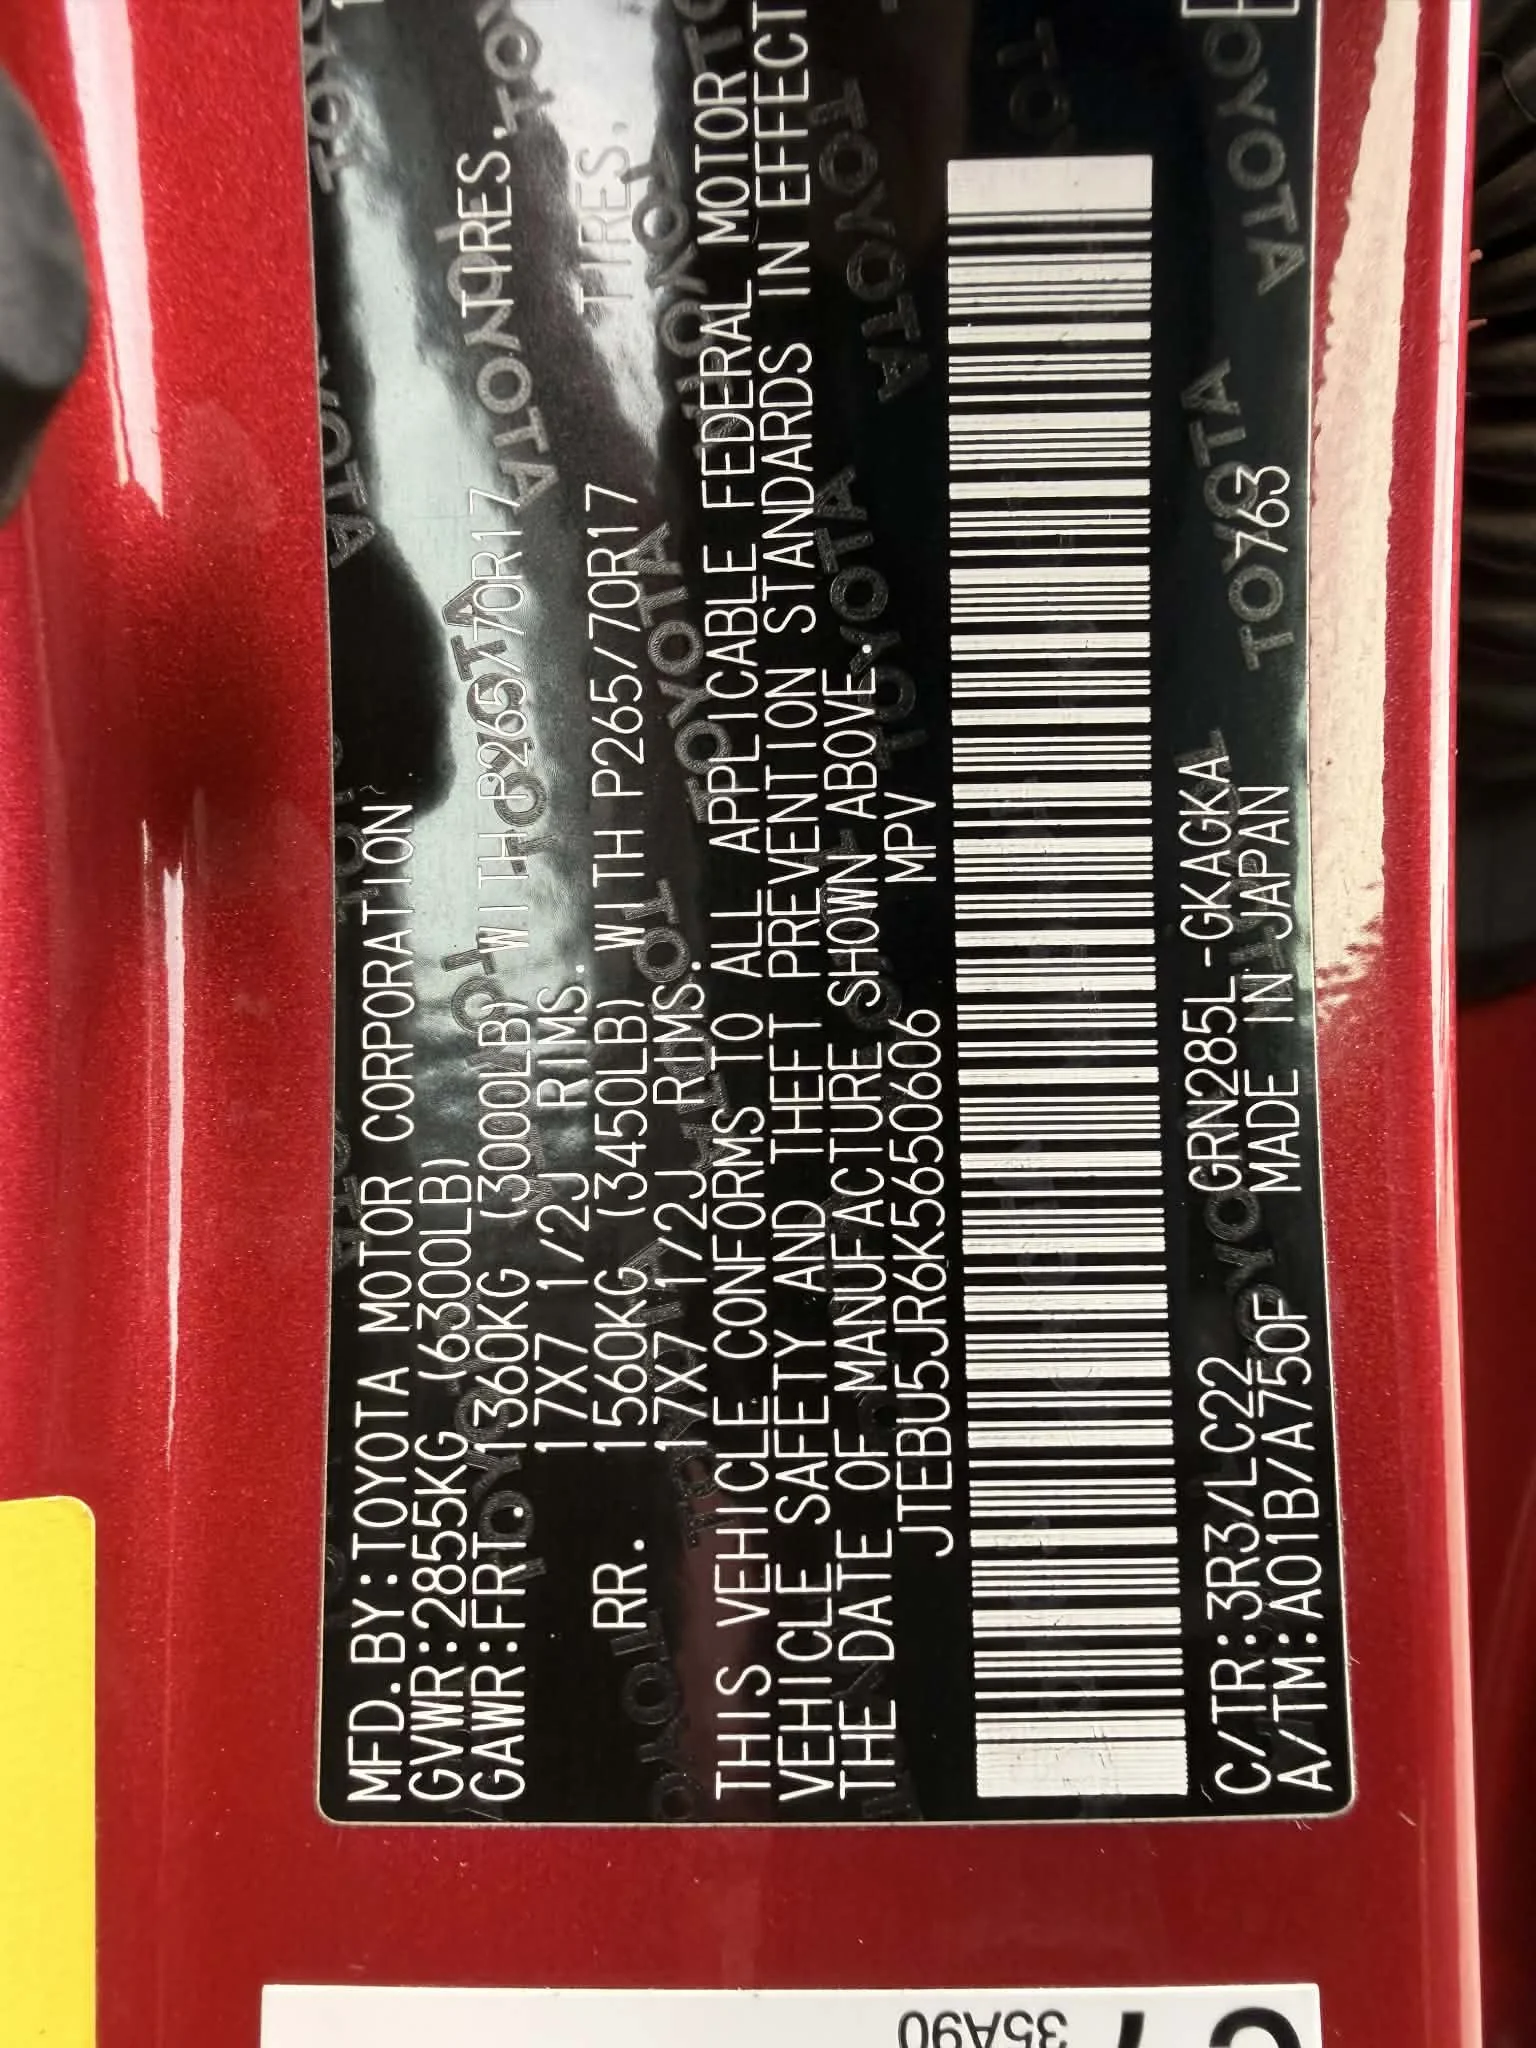 MFD.BY:TOYOTA MOTOR CORPORATION
GVWR:2855KG (6300LB)
GAWR:FRT. 1360KG (3000LB) WITH P265/70R17 TIRES,
17X7 1/2J RIMS.
RR. 1560KG (3450LB) WITH P265/70R17 TIRES,
17X7 1/2J RIMS.
THIS VEHICLE CONFORMS TO ALL APPLICABLE FEDERAL MOTOR
VEHICLE SAFETY AND THEFT PREVENTION STANDARDS IN EFFECT
THE DATE OF MANUFACTURE SHOWN ABOVE.
JTEBU5JR6K5650606 MPV
C/TR:3R3/LC22 GRN285L-GKAGKA
A/TM:A01B/A750F MADE IN JAPAN 763
35A90